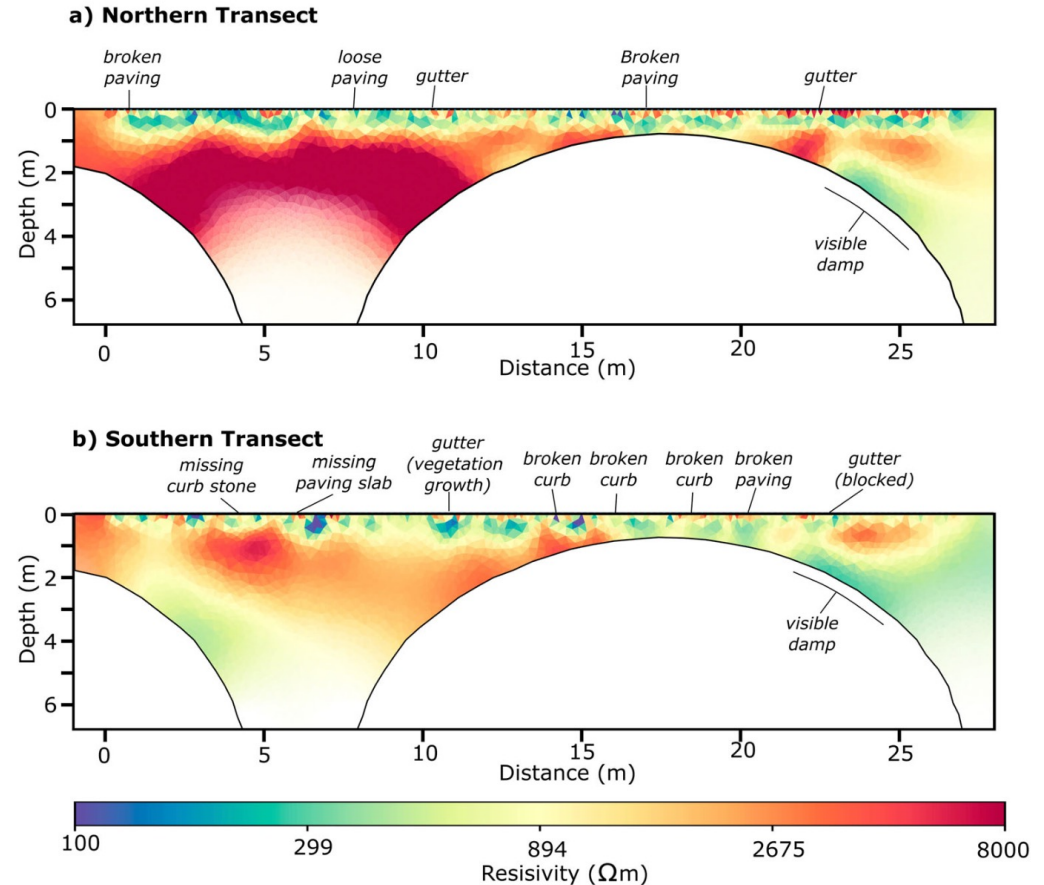 a) Northern Transect
broken
paving
loose
paving
gutter
Broken
paving
gutter
0
2
4
6
Depth (m)
visible
damp
0
5
10
15
20
25
Distance (m)
b) Southern Transect
missing
curb stone
missing
paving slab
gutter
(vegetation
growth)
broken
curb
broken
curb
broken
curb
broken
paving
gutter
(blocked)
0
2
4
6
Depth (m)
visible
damp
0
5
10
15
20
25
Distance (m)
100
299
894
2675
8000
Resisivity (Ωm)